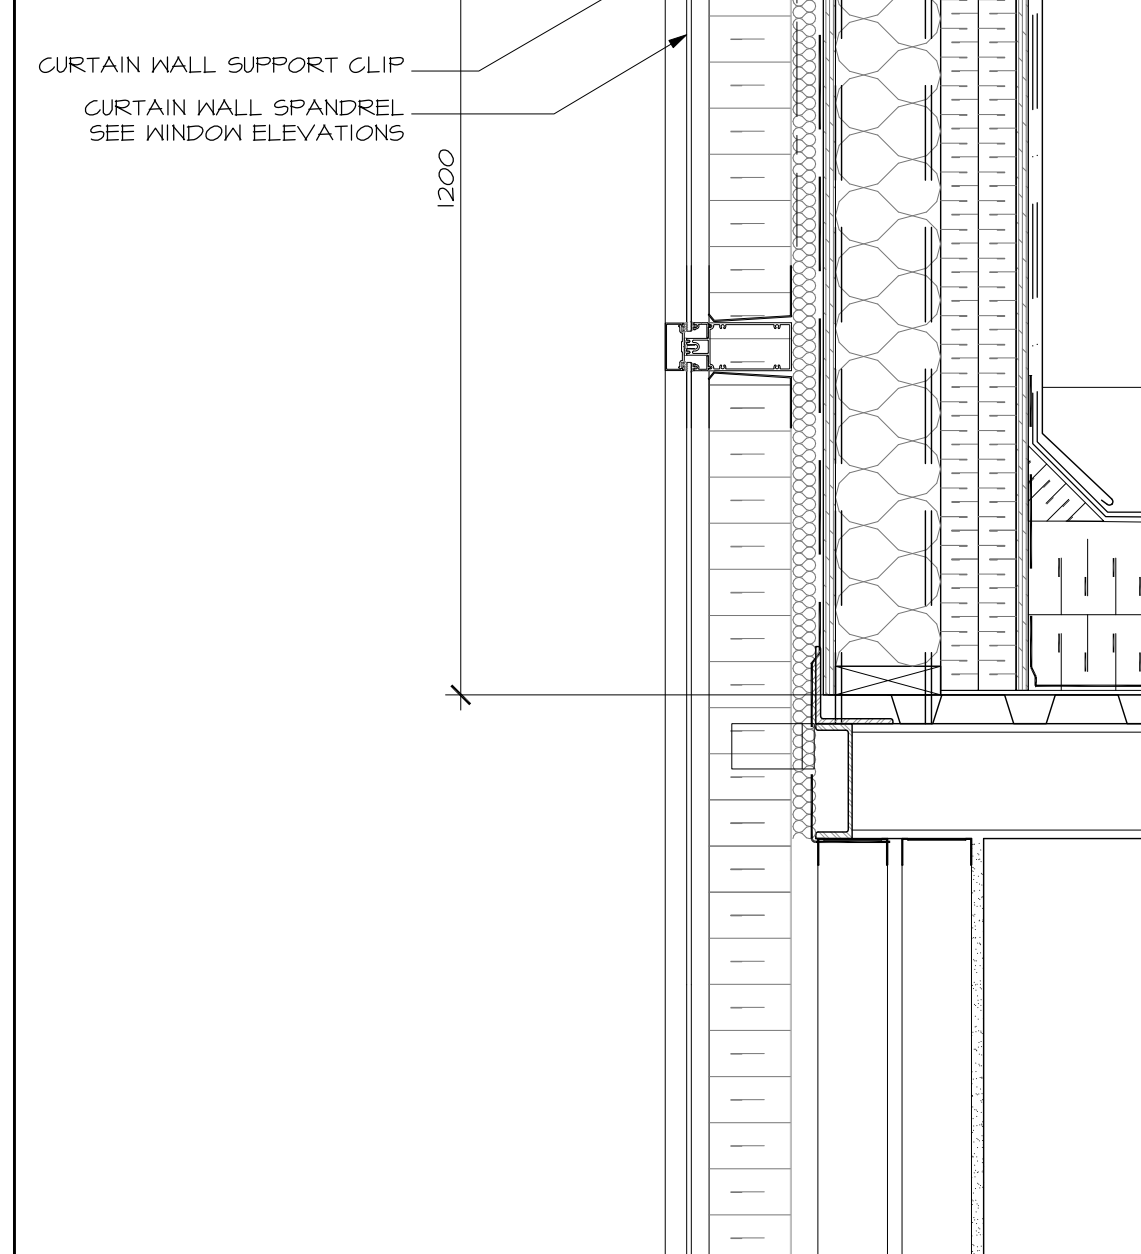 CURTAIN WALL SUPPORT CLIP
CURTAIN WALL SPANDREL
SEE WINDOW ELEVATIONS
1200